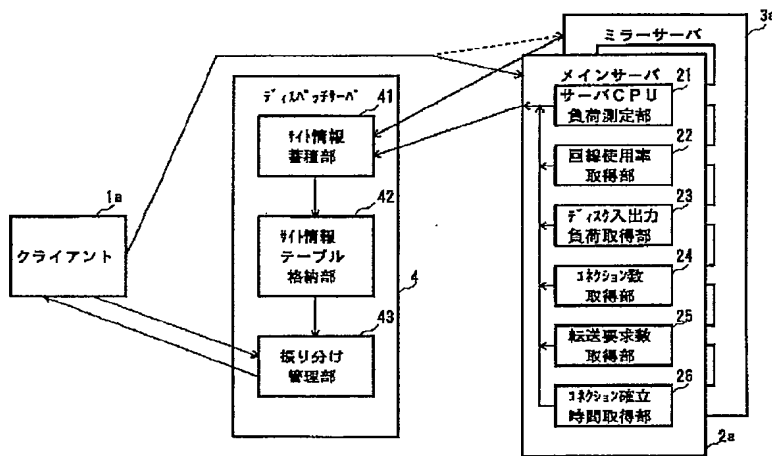 3a
ミラーサーバ
メインサーバ
21
サーバCPU
負荷測定部
22
回線使用率
取得部
23
ディスク入出力
負荷取得部
24
コネクション数
取得部
25
転送要求数
取得部
26
コネクション確立
時間取得部
2a
ディスパッチサーバ
41
サイト情報
蓄積部
42
サイト情報
テーブル
格納部
4
43
振り分け
管理部
1a
クライアント